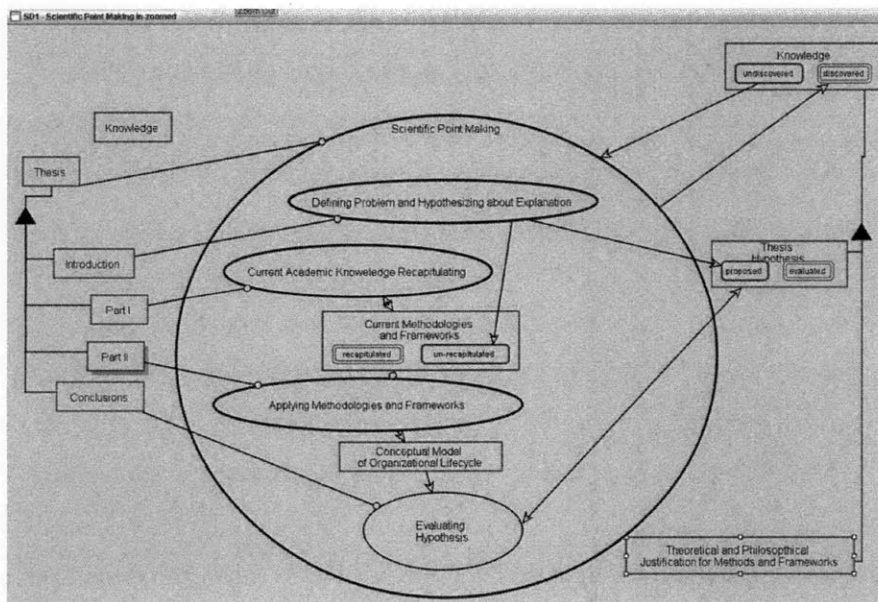 SD1 - Scientific Point Making in zoomed
Knowledge
undiscovered
discovered
Knowledge
Scientific Point Making
Thesis
Defining Problem and Hypothesizing about Explanation
Introduction
Thesis
Hypothesis
proposed
evaluated
Current Academic Knoweledge Recapitulating
Part I
Current Methodologies
and Frameworks
recapitulated
un-recapitulated
Part II
Conclusions
Applying Methodologies and Frameworks
Conceptual Model
of Organizational Lifecycle
Evaluating
Hypothesis
Theoretical and Philosopthical
Justification for Methods and Frameworks